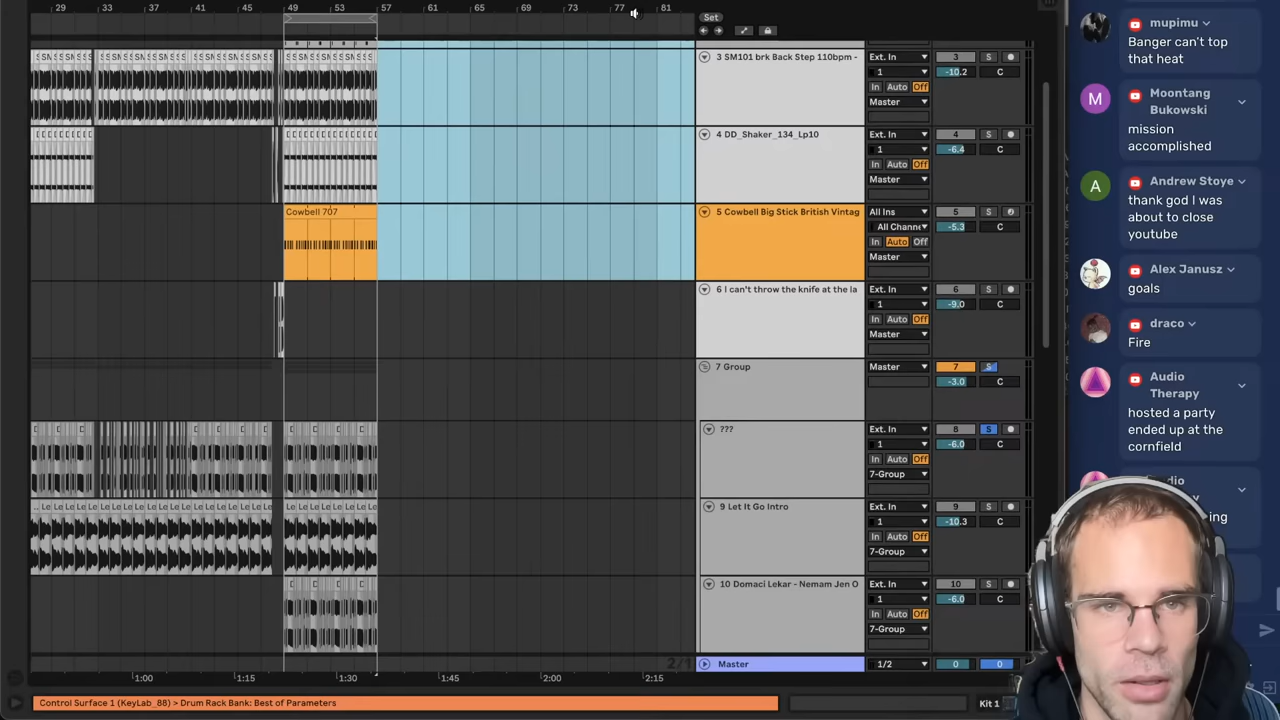 29 33 37 41 45 49 53 57 61 65 69 73 77 81
Set
3 SM101 brk Back Step 110bpm -
Ext. In
3 S
1
-10.2 C
In Auto Off
Master
4 DD_Shaker_134_Lp10
Ext. In
4 S
1
-6.4 C
In Auto Off
Master
Cowbell 707
5 Cowbell Big Stick British Vintag
All Ins
5 S
All Channe
-5.3 C
In Auto Off
Master
6 I can't throw the knife at the la
Ext. In
6 S
1
-9.0 C
In Auto Off
Master
7 Group
Master
7 S
-3.0 C
???
Ext. In
8 S
1
-6.0 C
In Auto Off
7-Group
9 Let It Go Intro
Ext. In
9 S
1
-10.3 C
In Auto Off
7-Group
10 Domaci Lekar - Nemam Jen O
Ext. In
10 S
1
-6.0 C
In Auto Off
7-Group
2/1
Master
1/2
0 0
1:00 1:15 1:30 1:45 2:00 2:15
Control Surface 1 (KeyLab_88) > Drum Rack Bank: Best of Parameters
Kit 1
mupimu
Banger can't top
that heat
M
Moontang
Bukowski
mission
accomplished
A
Andrew Stoye
thank god I was
about to close
youtube
Alex Janusz
goals
draco
Fire
Audio
Therapy
hosted a party
ended up at the
cornfield